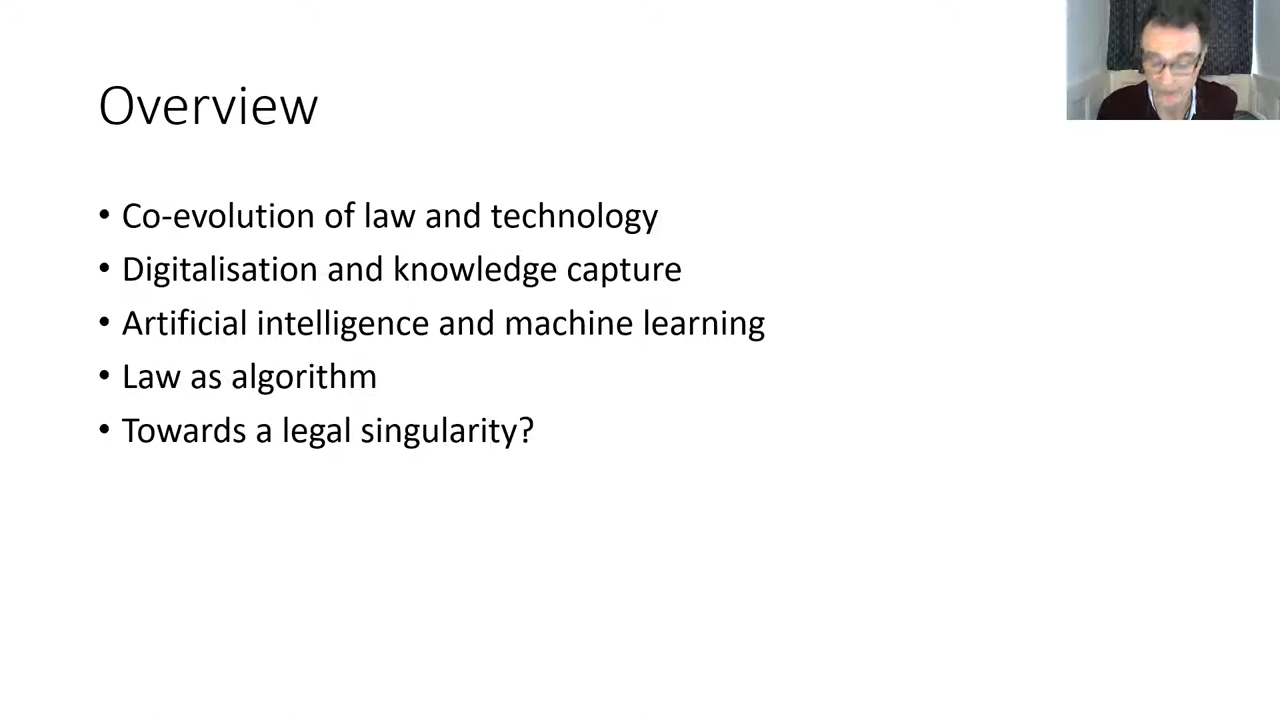 Overview
• Co-evolution of law and technology
• Digitalisation and knowledge capture
• Artificial intelligence and machine learning
• Law as algorithm
• Towards a legal singularity?